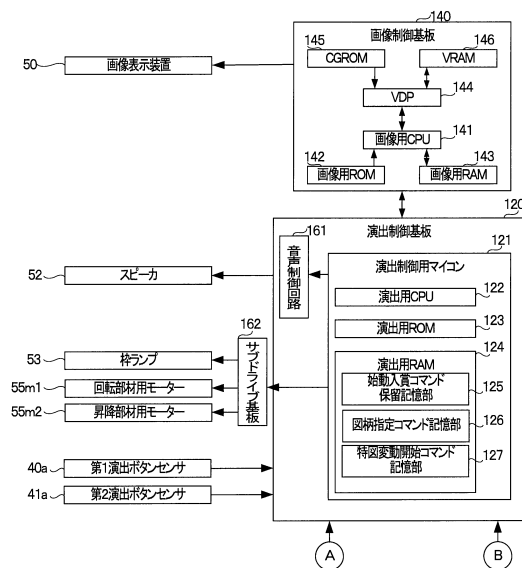 140
画像制御基板
145
146
CGROM
VRAM
50
画像表示装置
144
VDP
141
画像用CPU
142
143
画像用ROM
画像用RAM
120
161
演出制御基板
121
音声制御回路
演出制御用マイコン
52
スピーカ
122
演出用CPU
123
演出用ROM
162
124
サブドライブ基板
演出用RAM
53
枠ランプ
125
始動入賞コマンド
保留記憶部
55m1
回転部材用モーター
126
55m2
昇降部材用モーター
図柄指定コマンド記憶部
127
特図変動開始コマンド
記憶部
40a
第1演出ボタンセンサ
41a
第2演出ボタンセンサ
A
B